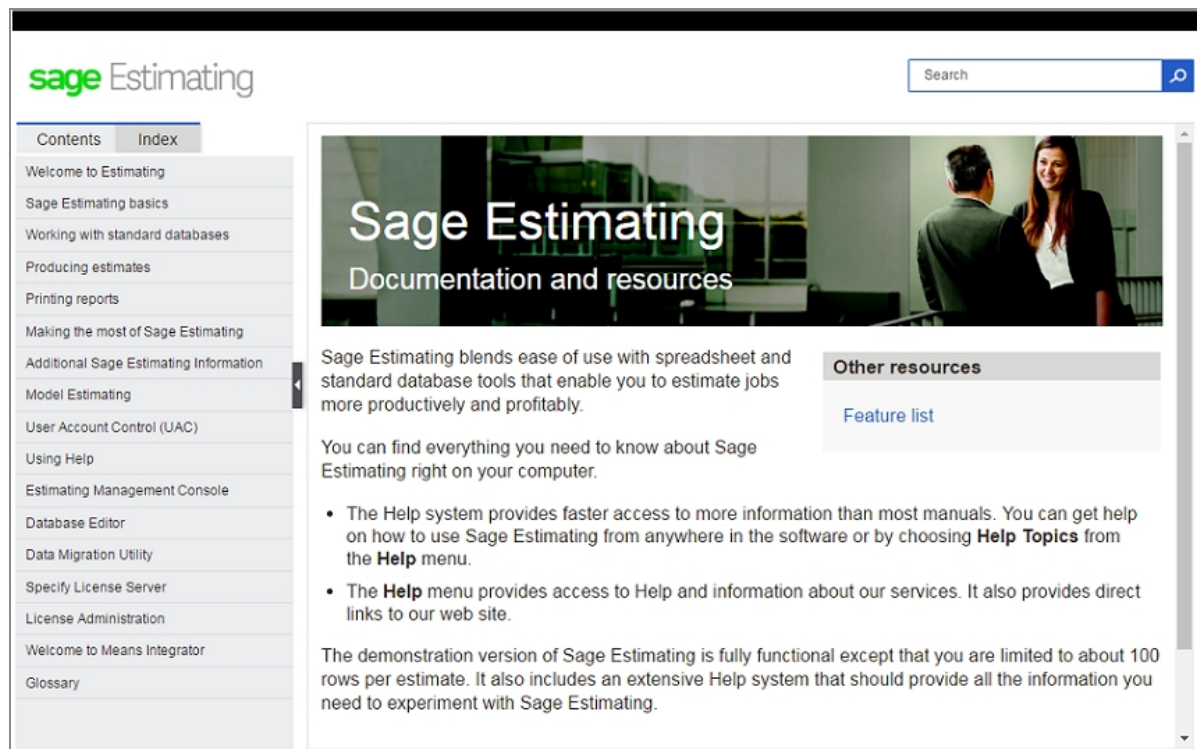 sage Estimating
Search
Contents
Index
Welcome to Estimating
Sage Estimating basics
Working with standard databases
Producing estimates
Printing reports
Making the most of Sage Estimating
Additional Sage Estimating Information
Model Estimating
User Account Control (UAC)
Using Help
Estimating Management Console
Database Editor
Data Migration Utility
Specify License Server
License Administration
Welcome to Means Integrator
Glossary
Sage Estimating
Documentation and resources
Sage Estimating blends ease of use with spreadsheet and
standard database tools that enable you to estimate jobs
more productively and profitably.
Other resources
Feature list
You can find everything you need to know about Sage
Estimating right on your computer.
• The Help system provides faster access to more information than most manuals. You can get help
on how to use Sage Estimating from anywhere in the software or by choosing Help Topics from
the Help menu.
• The Help menu provides access to Help and information about our services. It also provides direct
links to our web site.
The demonstration version of Sage Estimating is fully functional except that you are limited to about 100
rows per estimate. It also includes an extensive Help system that should provide all the information you
need to experiment with Sage Estimating.